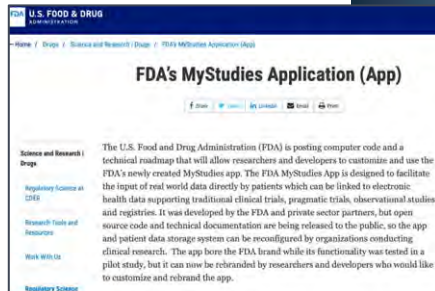 FDA U.S. FOOD & DRUG
ADMINISTRATION
Home / Drugs / Science and Research | Drugs / FDA's MyStudies Application (App)
FDA's MyStudies Application (App)
f Share Tweet in Linkedin Email Print
Science and Research |
Drugs
Regulatory Science at
CDER
Research Tools and
Resources
Work With Us
Regulatory Science
The U.S. Food and Drug Administration (FDA) is posting computer code and a
technical roadmap that will allow researchers and developers to customize and use the
FDA's newly created MyStudies app. The FDA MyStudies App is designed to facilitate
the input of real world data directly by patients which can be linked to electronic
health data supporting traditional clinical trials, pragmatic trials, observational studies
and registries. It was developed by the FDA and private sector partners, but open
source code and technical documentation are being released to the public, so the app
and patient data storage system can be reconfigured by organizations conducting
clinical research. The app bore the FDA brand while its functionality was tested in a
pilot study, but it can now be rebranded by researchers and developers who would like
to customize and rebrand the app.